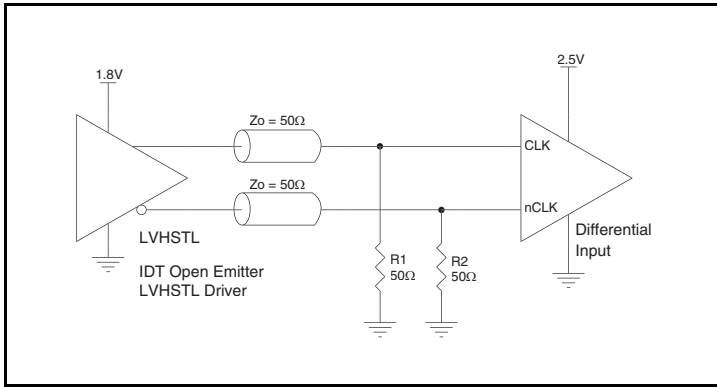 1.8V
2.5V
Zo = 50Ω
CLK
Zo = 50Ω
nCLK
LVHSTL
Differential
Input
IDT Open Emitter
LVHSTL Driver
R1
50Ω
R2
50Ω